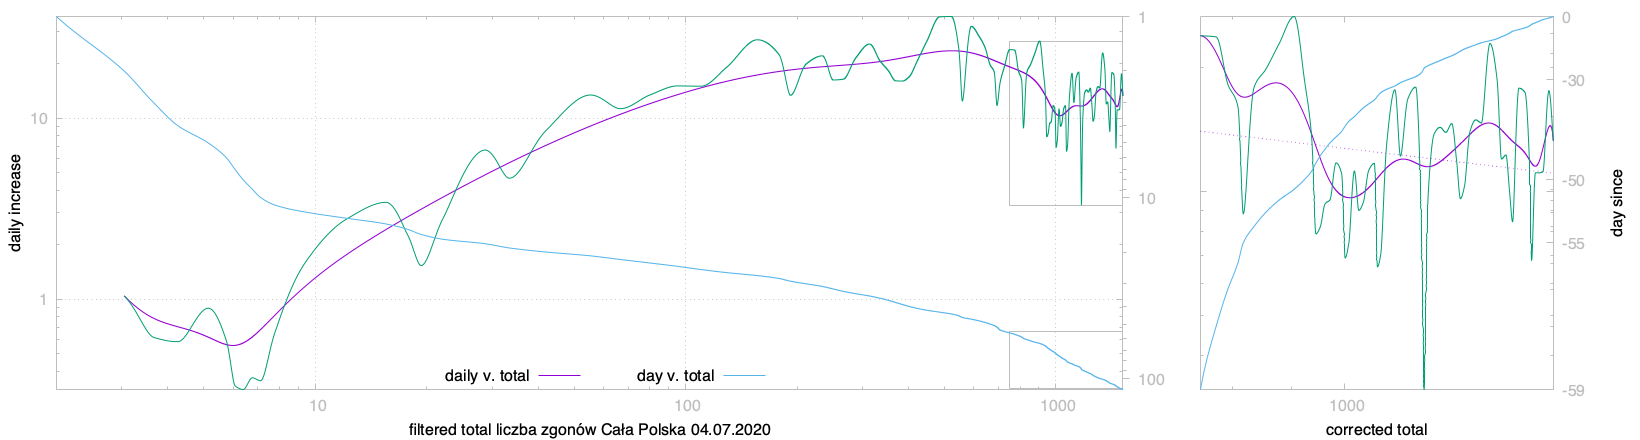 1
0
-30
10
daily increase
-50
day since
10
-55
1
daily v. total
day v. total
100
-59
10
100
1000
1000
filtered total liczba zgonów Cała Polska 04.07.2020
corrected total